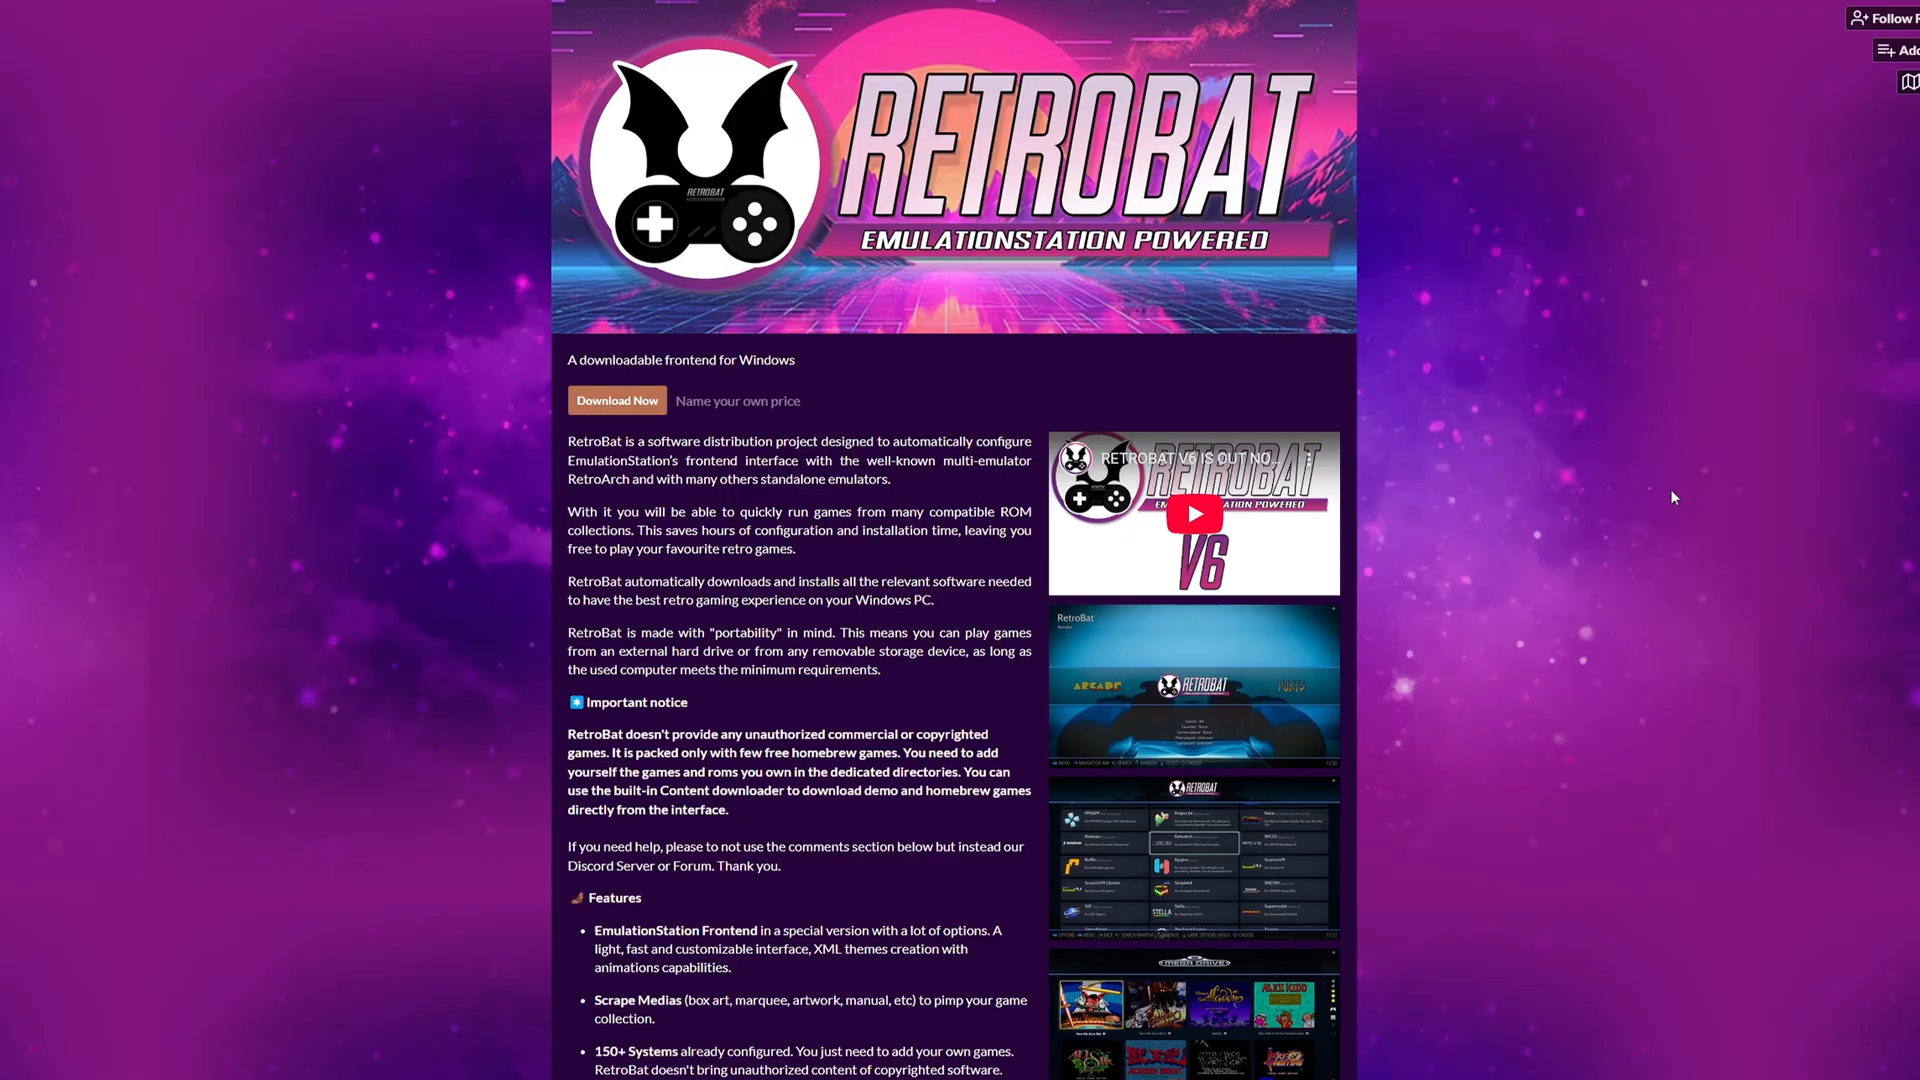 Follow
Add
RETROBAT
RETROBAT
EMULATIONSTATION POWERED
A downloadable frontend for Windows
Download Now
Name your own price
RetroBat is a software distribution project designed to automatically configure
EmulationStation's frontend interface with the well-known multi-emulator
RetroArch and with many others standalone emulators.
With it you will be able to quickly run games from many compatible ROM
collections. This saves hours of configuration and installation time, leaving you
free to play your favourite retro games.
RetroBat automatically downloads and installs all the relevant software needed
to have the best retro gaming experience on your Windows PC.
RetroBat is made with "portability" in mind. This means you can play games
from an external hard drive or from any removable storage device, as long as
the used computer meets the minimum requirements.
Important notice
RetroBat doesn't provide any unauthorized commercial or copyrighted
games. It is packed only with few free homebrew games. You need to add
yourself the games and roms you own in the dedicated directories. You can
use the built-in Content downloader to download demo and homebrew games
directly from the interface.
If you need help, please to not use the comments section below but instead our
Discord Server or Forum. Thank you.
Features
EmulationStation Frontend in a special version with a lot of options. A
light, fast and customizable interface, XML themes creation with
animations capabilities.
Scrape Medias (box art, marquee, artwork, manual, etc) to pimp your game
collection.
150+ Systems already configured. You just need to add your own games.
RetroBat doesn't bring unauthorized content of copyrighted software.
RETROBAT V6 IS OUT NO...
RETROBAT
V6
RetroBat
ARCADE
RETROBAT
PORTS
RETROBAT
PPSSPP
Project 64
RetroArch
STELLA
Stella
MEGA DRIVE
Aladdin
ALEX KIDD